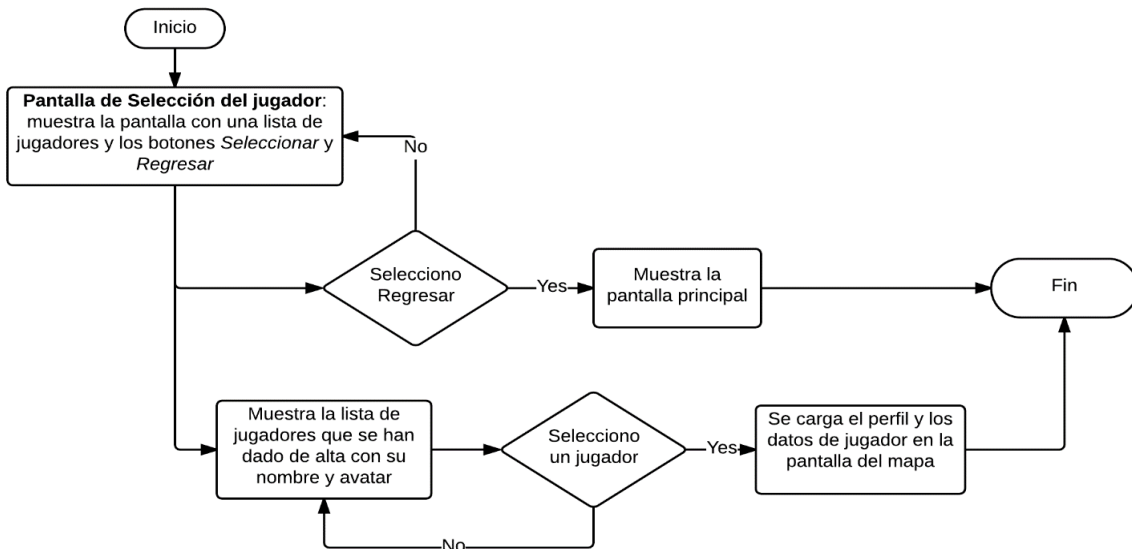 Inicio
Pantalla de Selección del jugador:
muestra la pantalla con una lista de
jugadores y los botones Seleccionar y
Regresar
No
Selecciono
Regresar
Yes
Muestra la
pantalla principal
Fin
Muestra la lista de
jugadores que se han
dado de alta con su
nombre y avatar
Selecciono
un jugador
Yes
Se carga el perfil y los
datos de jugador en la
pantalla del mapa
No